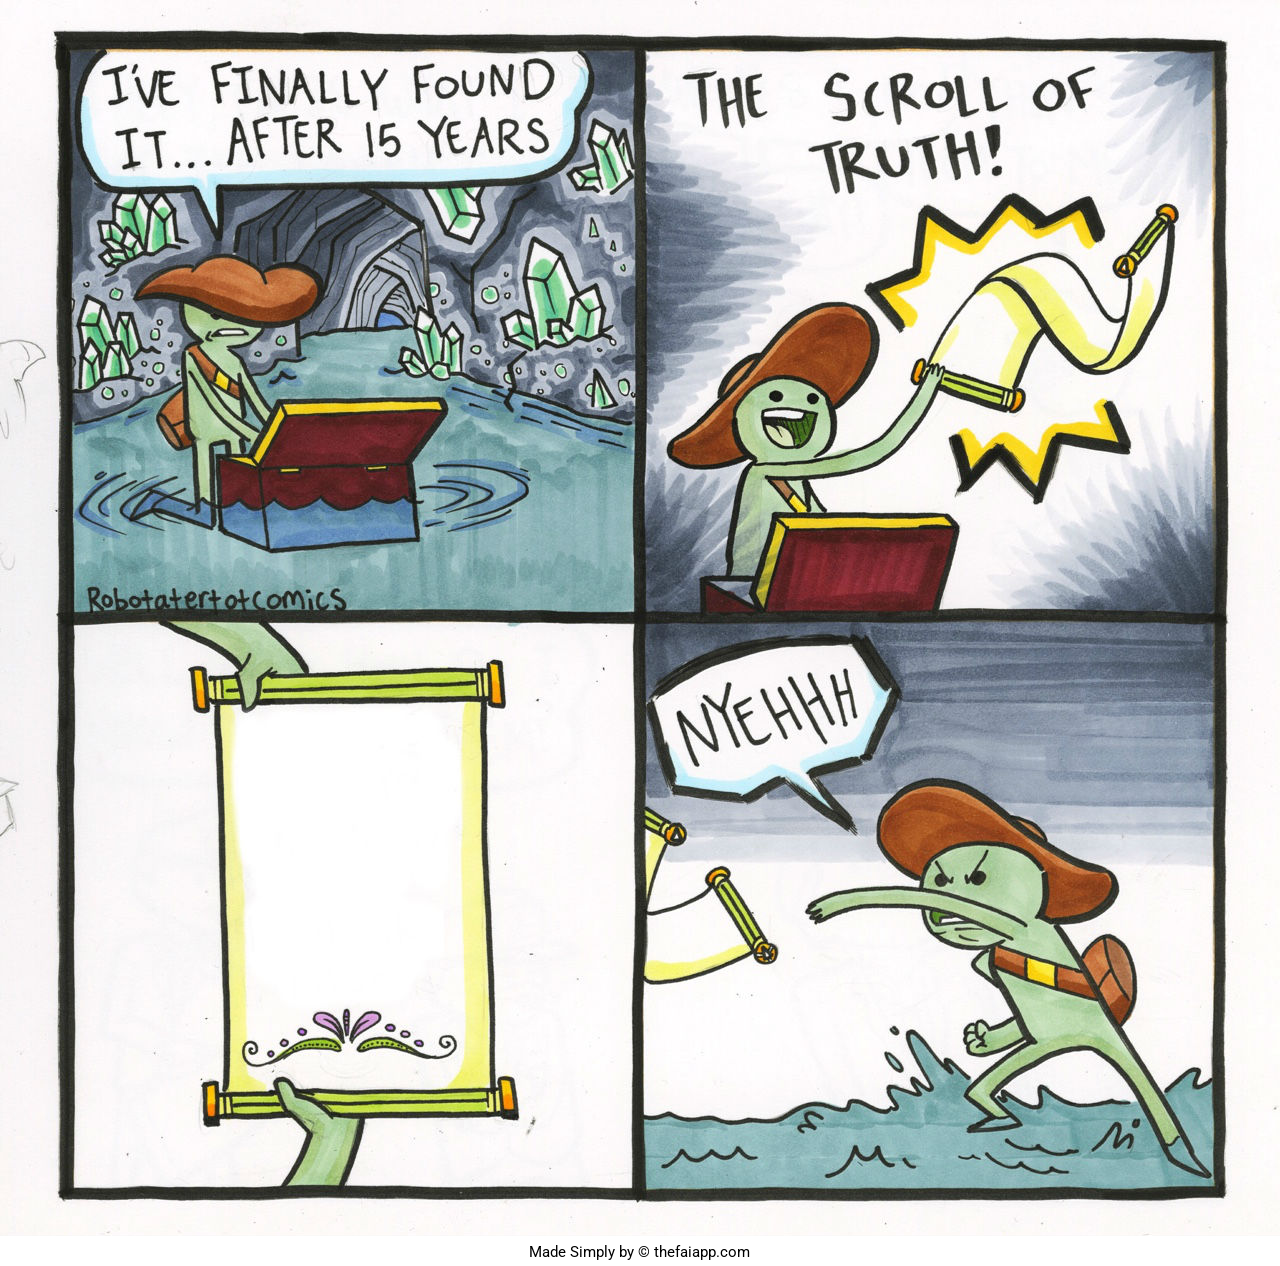 I'VE FINALLY FOUND
IT... AFTER 15 YEARS
THE SCROLL OF
TRUTH!
Robotatertotcomics
NYEHHH
Made Simply by © thefaiapp.com